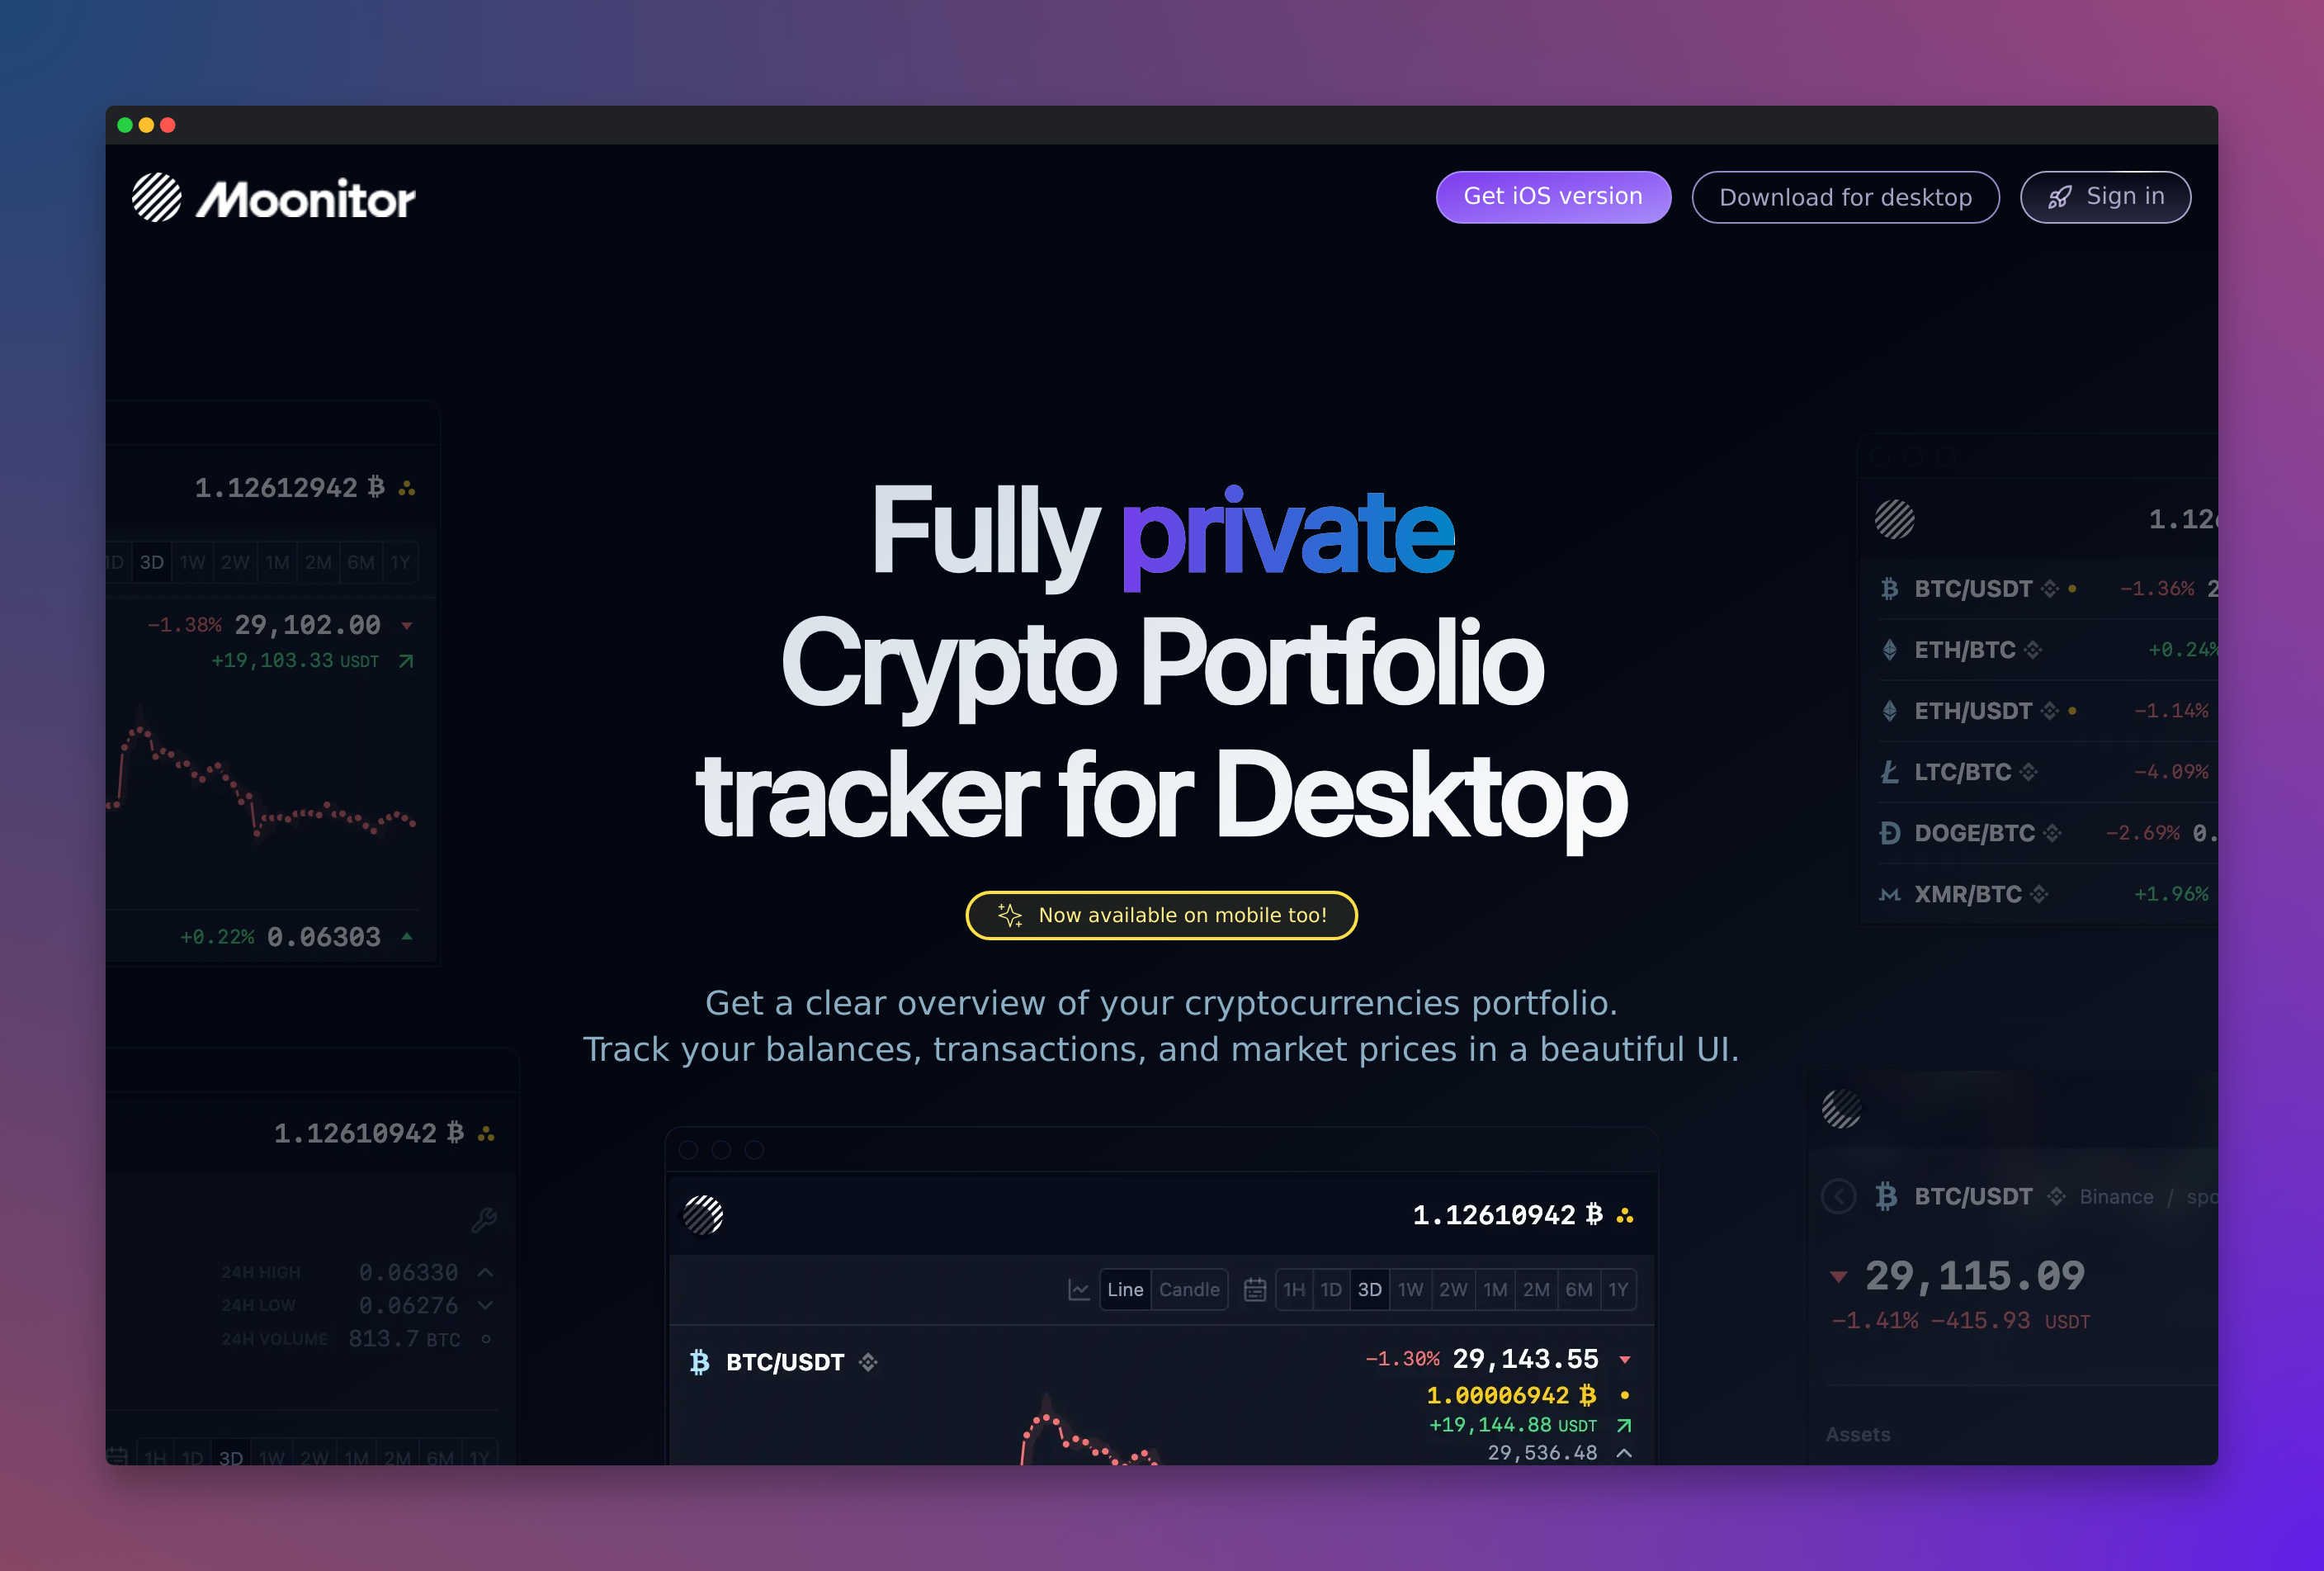 Moonitor
Get iOS version
Download for desktop
Sign in
Fully private
Crypto Portfolio
tracker for Desktop
Now available on mobile too!
Get a clear overview of your cryptocurrencies portfolio.
Track your balances, transactions, and market prices in a beautiful UI.
1.12612942 ₿
1D 3D 1W 2W 1M 2M 6M 1Y
−1.38% 29,102.00
+19,103.33 USDT
+0.22% 0.06303
BTC/USDT −1.36%
ETH/BTC +0.24%
ETH/USDT −1.14%
LTC/BTC −4.09%
DOGE/BTC −2.69% 0.
XMR/BTC +1.96%
1.12610942 ₿
24H HIGH 0.06330
24H LOW 0.06276
24H VOLUME 813.7 BTC
1H 1D 3D 1W 2W 1M 2M 6M 1Y
1.12610942 ₿
Line Candle 1H 1D 3D 1W 2W 1M 2M 6M 1Y
BTC/USDT −1.30% 29,143.55
1.00006942 ₿
+19,144.88 USDT
29,536.48
BTC/USDT Binance / spo
29,115.09
−1.41% −415.93 USDT
Assets